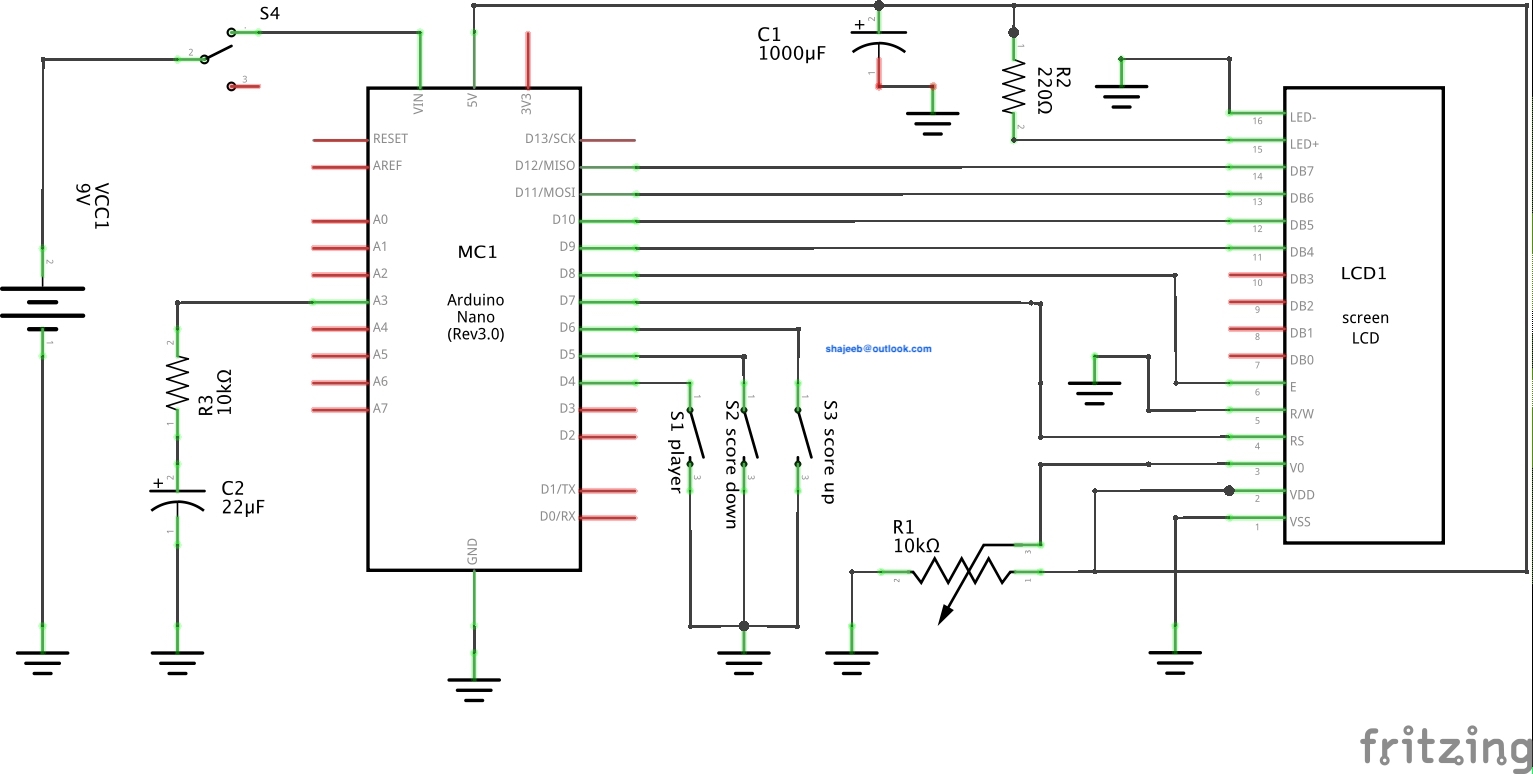 S4
2
3
VCC1
9V
2
1
MC1
Arduino
Nano
(Rev3.0)
VIN
5V
3V3
RESET
AREF
A0
A1
A2
A3
A4
A5
A6
A7
D13/SCK
D12/MISO
D11/MOSI
D10
D9
D8
D7
D6
D5
D4
D3
D2
D1/TX
D0/RX
GND
2
R3
10kΩ
1
2
+
C2
22µF
1
C1
1000µF
+
2
1
R2
220Ω
1
2
shajeeb@outlook.com
S1 player
1
3
S2 score down
1
3
S3 score up
1
3
R1
10kΩ
2
3
1
LCD1
screen
LCD
16 LED-
15 LED+
14 DB7
13 DB6
12 DB5
11 DB4
10 DB3
9 DB2
8 DB1
7 DB0
6 E
5 R/W
4 RS
3 V0
2 VDD
1 VSS
fritzing